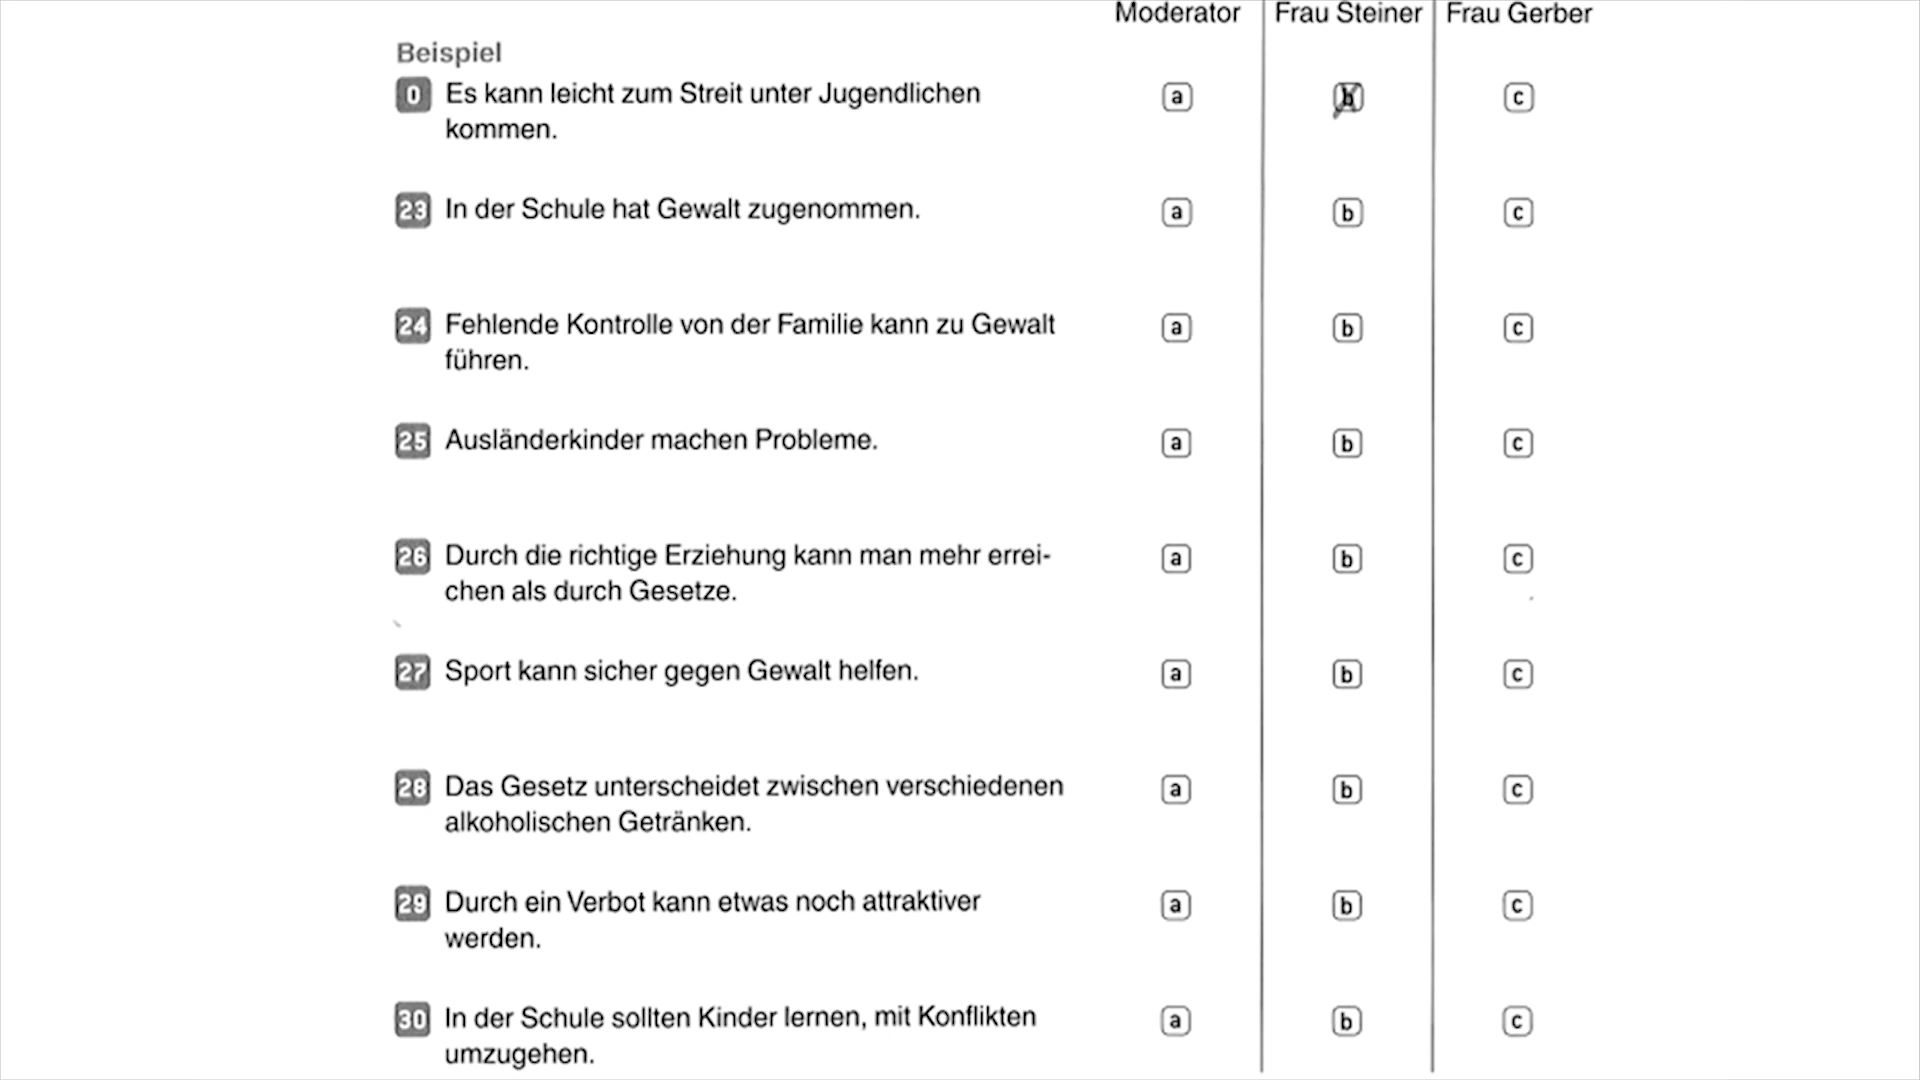 Moderator Frau Steiner Frau Gerber
Beispiel
0 Es kann leicht zum Streit unter Jugendlichen a b c
kommen.
23 In der Schule hat Gewalt zugenommen. a b c
24 Fehlende Kontrolle von der Familie kann zu Gewalt a b c
führen.
25 Ausländerkinder machen Probleme. a b c
26 Durch die richtige Erziehung kann man mehr errei- a b c
chen als durch Gesetze.
27 Sport kann sicher gegen Gewalt helfen. a b c
28 Das Gesetz unterscheidet zwischen verschiedenen a b c
alkoholischen Getränken.
29 Durch ein Verbot kann etwas noch attraktiver a b c
werden.
30 In der Schule sollten Kinder lernen, mit Konflikten a b c
umzugehen.